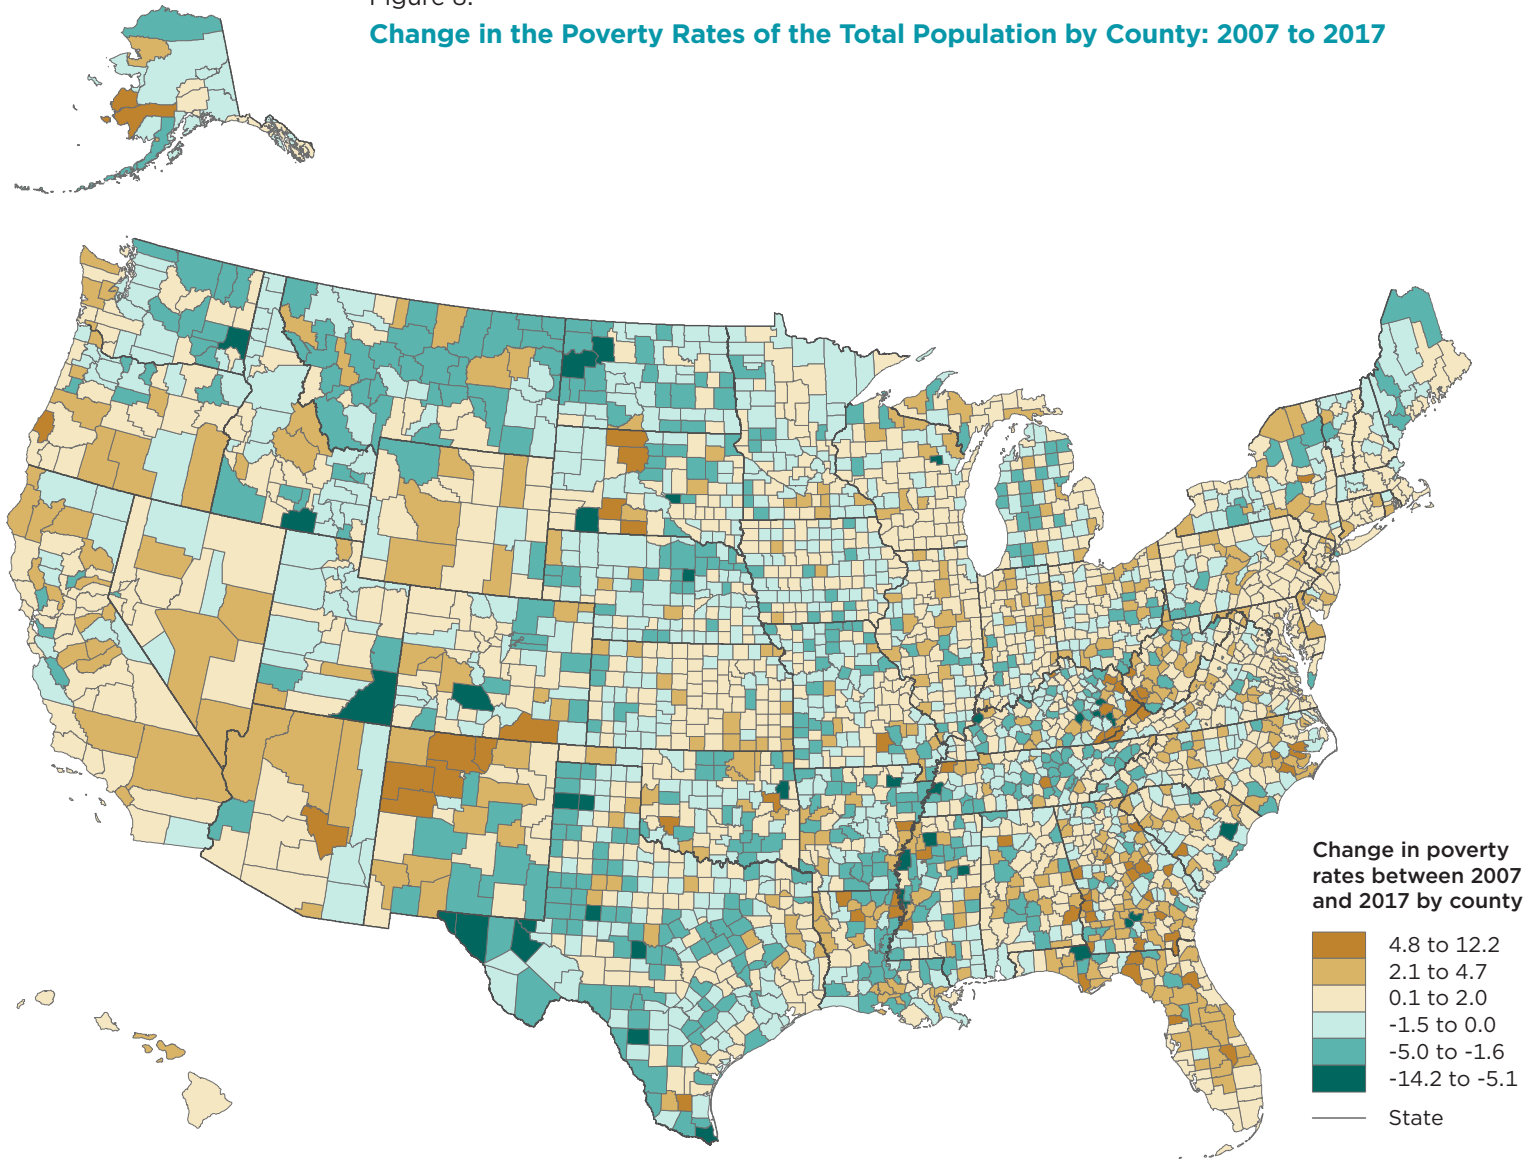 Figure 8.
Change in the Poverty Rates of the Total Population by County: 2007 to 2017
Change in poverty
rates between 2007
and 2017 by county
4.8 to 12.2
2.1 to 4.7
0.1 to 2.0
-1.5 to 0.0
-5.0 to -1.6
-14.2 to -5.1
State